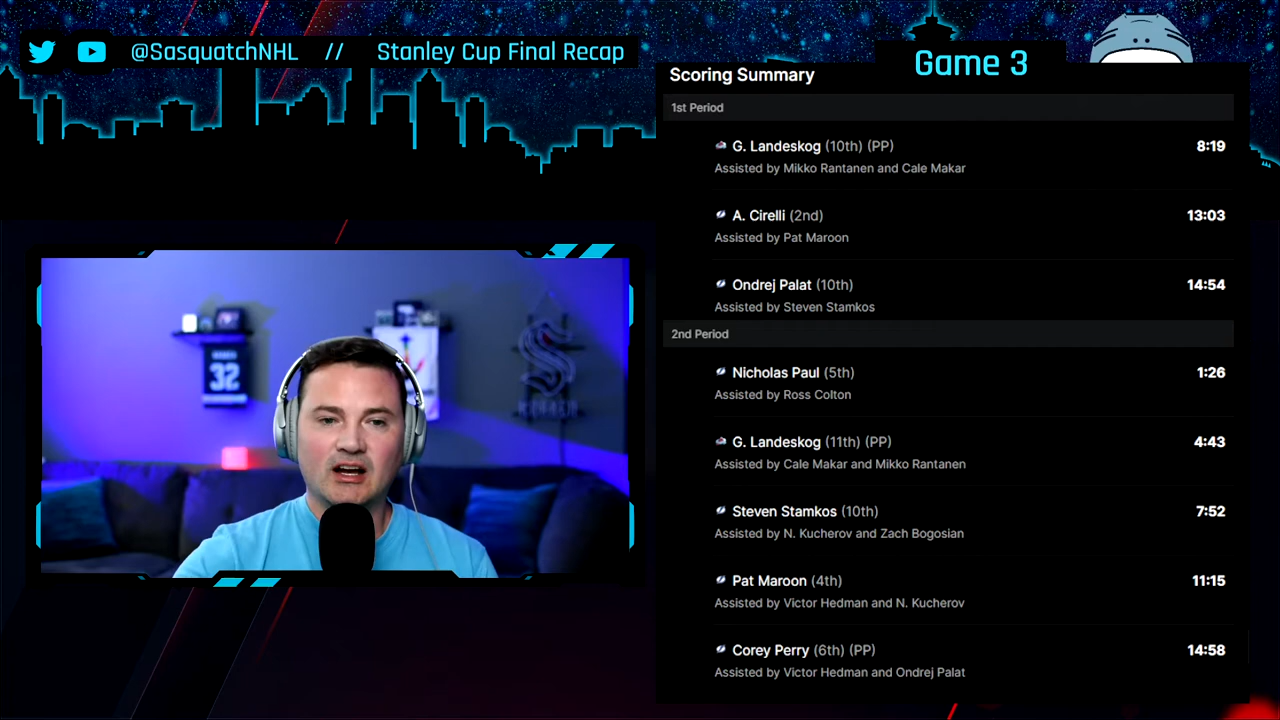 @SasquatchNHL // Stanley Cup Final Recap
Game 3
Scoring Summary
1st Period
G. Landeskog (10th) (PP) 8:19
Assisted by Mikko Rantanen and Cale Makar
A. Cirelli (2nd) 13:03
Assisted by Pat Maroon
Ondrej Palat (10th) 14:54
Assisted by Steven Stamkos
2nd Period
Nicholas Paul (5th) 1:26
Assisted by Ross Colton
G. Landeskog (11th) (PP) 4:43
Assisted by Cale Makar and Mikko Rantanen
Steven Stamkos (10th) 7:52
Assisted by N. Kucherov and Zach Bogosian
Pat Maroon (4th) 11:15
Assisted by Victor Hedman and N. Kucherov
Corey Perry (6th) (PP) 14:58
Assisted by Victor Hedman and Ondrej Palat
32
KRAKEN